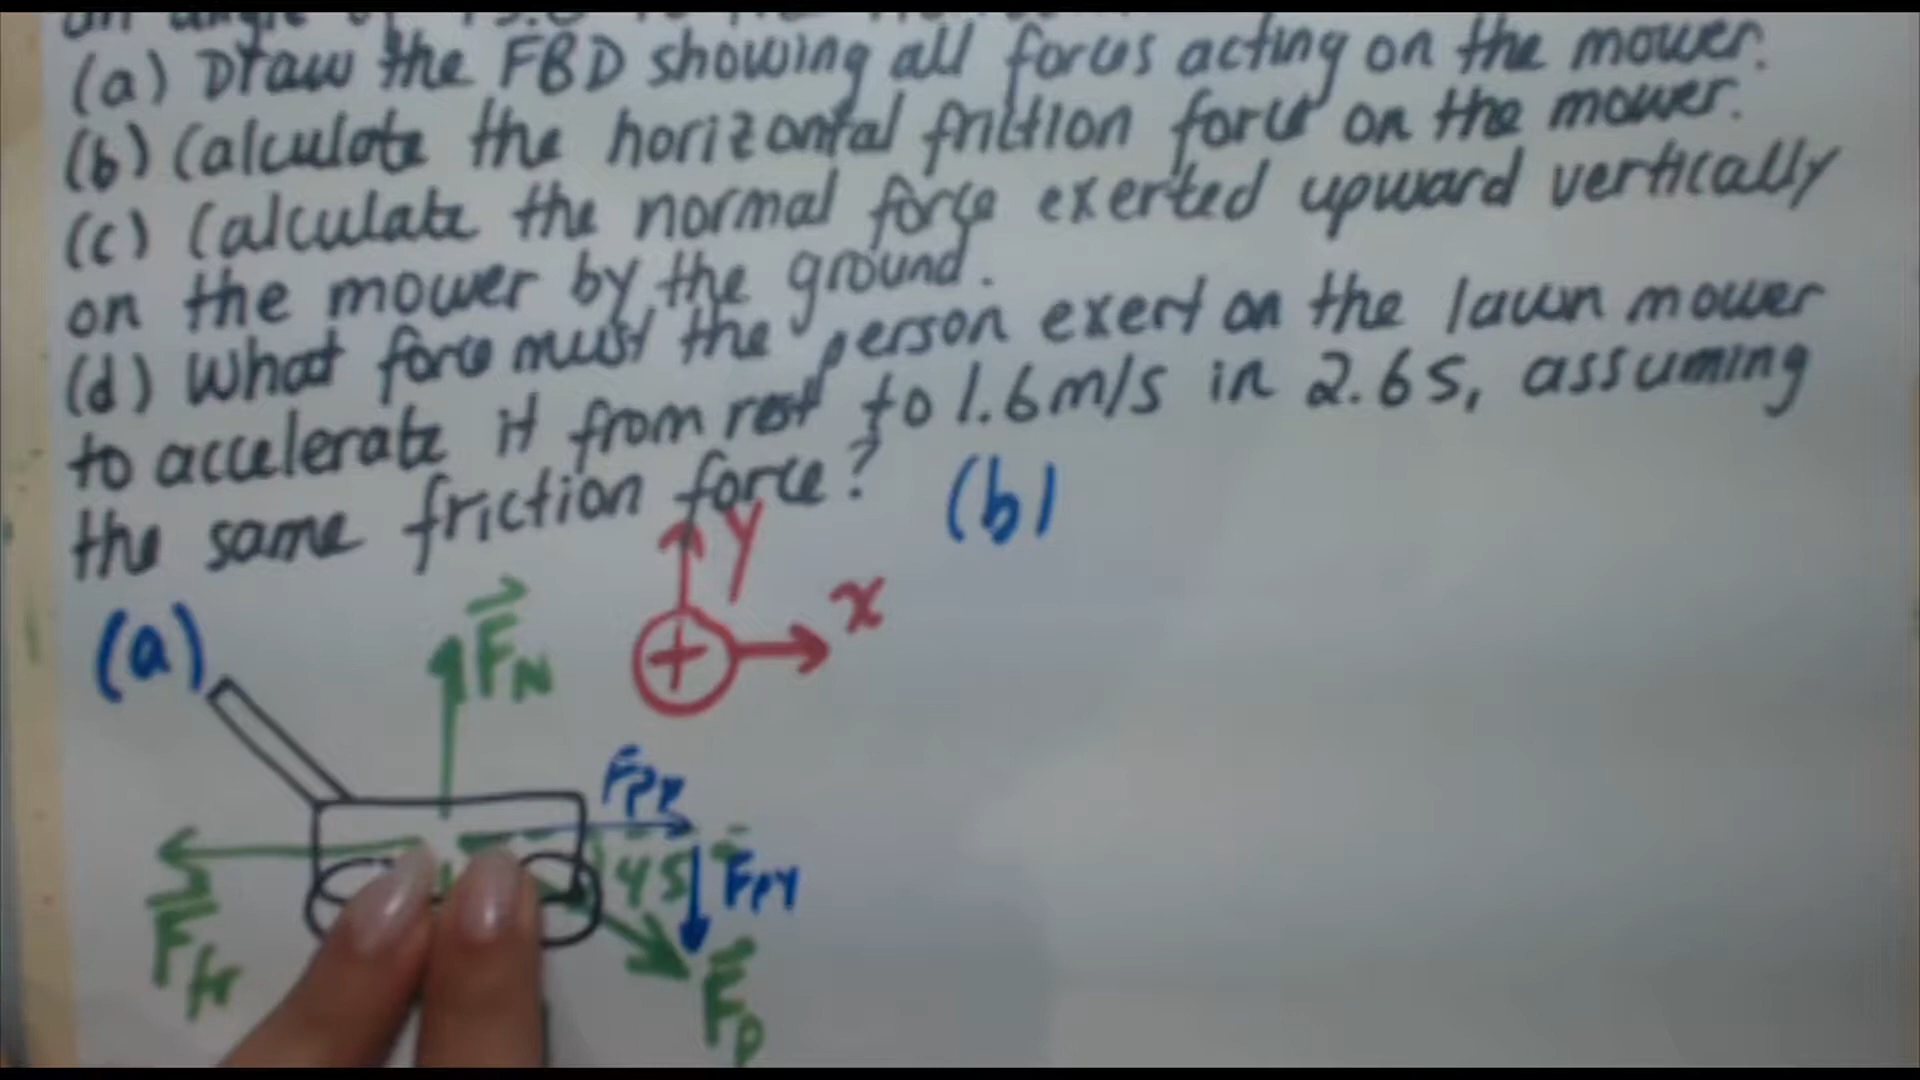 (a) Draw the FBD showing all forces acting on the mower.
(b) Calculate the horizontal friction force on the mower.
(c) Calculate the normal force exerted upward vertically
on the mower by the ground.
(d) What force must the person exert on the lawn mower
to accelerate it from rest to 1.6m/s in 2.6s, assuming
the same friction force?
(b)
y
x
+
(a)
FN
FPx
45
FPY
Ffr
FP